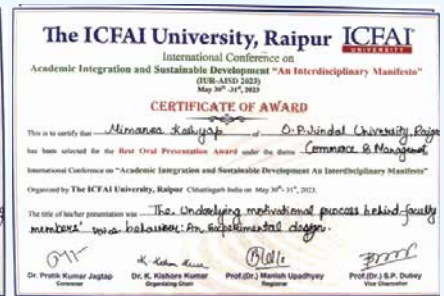 The ICFAI University, Raipur
ICFAI
UNIVERSITY
International Conference on
Academic Integration and Sustainable Development "An Interdisciplinary Manifesto"
(IUR-AISD 2023)
May 30th -31st, 2023
CERTIFICATE OF AWARD
This is to certify that Mimansa Kashyap of O.P. Jindal University, Raigarh
has been selected for the Best Oral Presentation Award under the theme Commerce & Management
International Conference on "Academic Integration and Sustainable Development An Interdisciplinary Manifesto"
Organized by The ICFAI University, Raipur Chhattisgarh India on May 30th - 31st, 2023.
The title of his/her presentation was The Underlying motivational process behind faculty
members' voice behaviour: An Experimental design.
Dr. Pratik Kumar Jagtap
Convenor
Dr. K. Kishore Kumar
Organizing Chair
Prof.(Dr.) Manish Upadhyay
Registrar
Prof.(Dr.) S.P. Dubey
Vice Chancellor